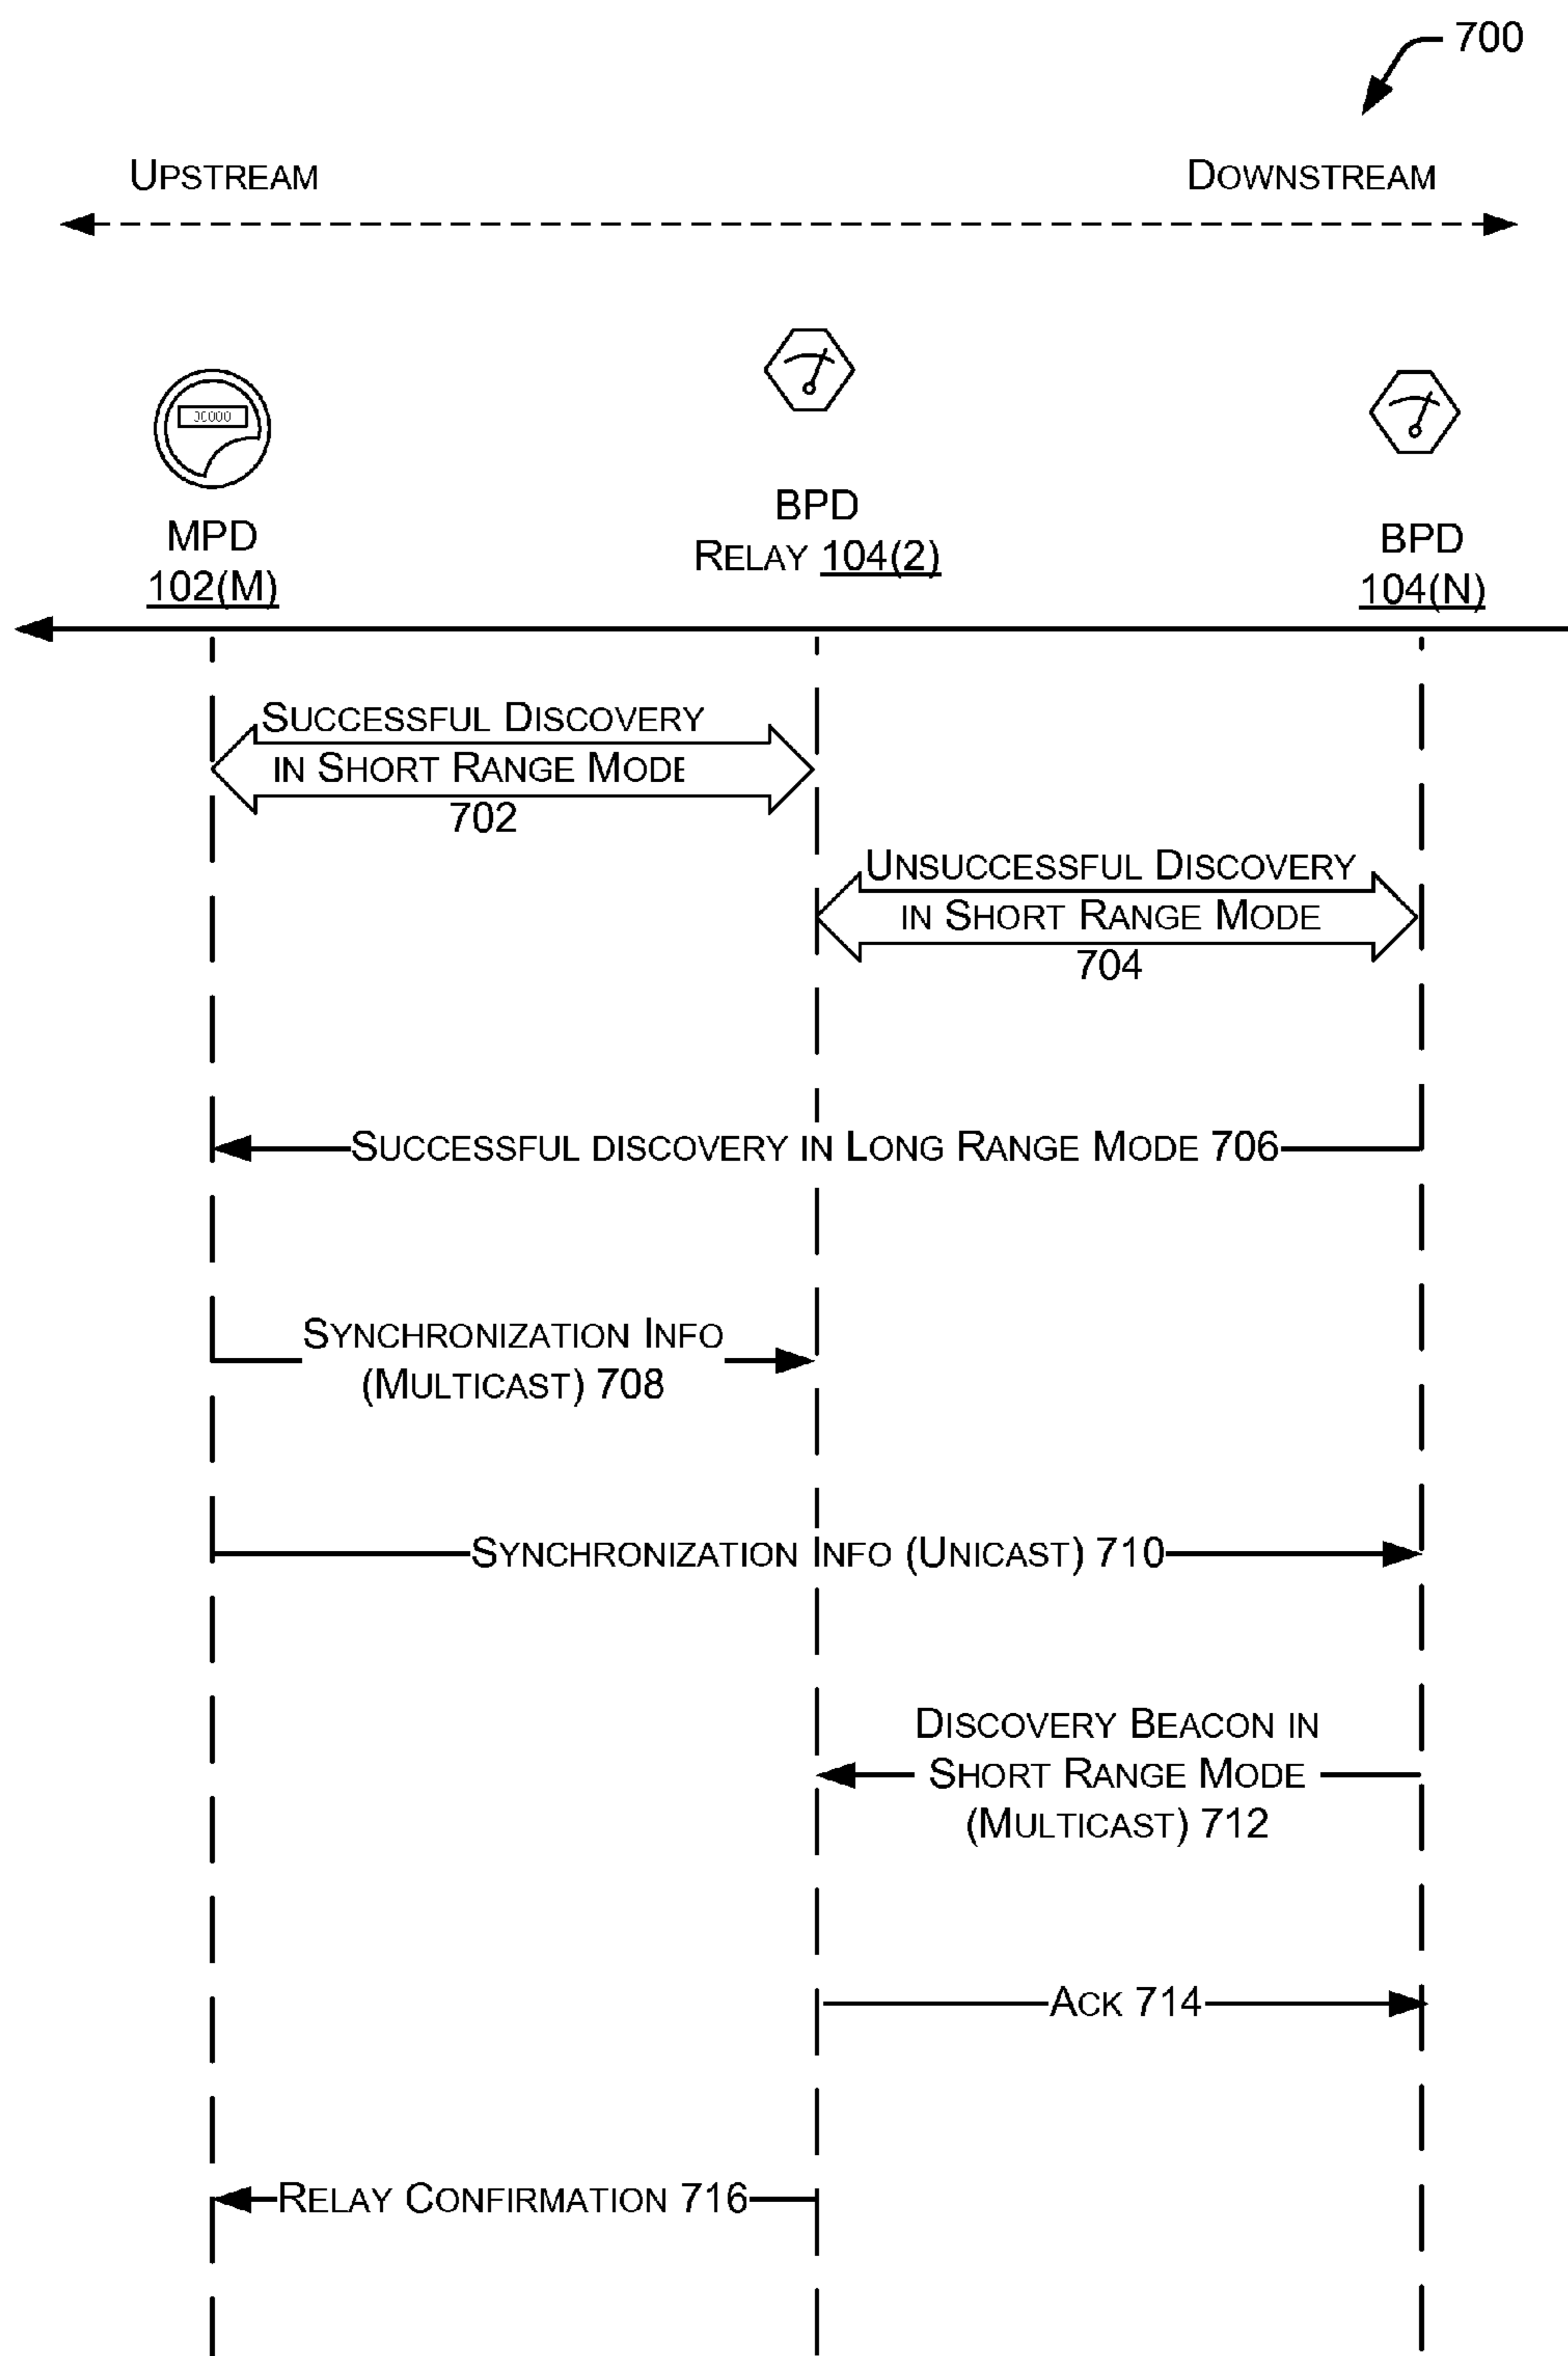 700
UPSTREAM
DOWNSTREAM
00000
MPD
102(M)
BPD
RELAY 104(2)
BPD
104(N)
SUCCESSFUL DISCOVERY
IN SHORT RANGE MODE
702
UNSUCCESSFUL DISCOVERY
IN SHORT RANGE MODE
704
SUCCESSFUL DISCOVERY IN LONG RANGE MODE 706
SYNCHRONIZATION INFO
(MULTICAST) 708
SYNCHRONIZATION INFO (UNICAST) 710
DISCOVERY BEACON IN
SHORT RANGE MODE
(MULTICAST) 712
ACK 714
RELAY CONFIRMATION 716